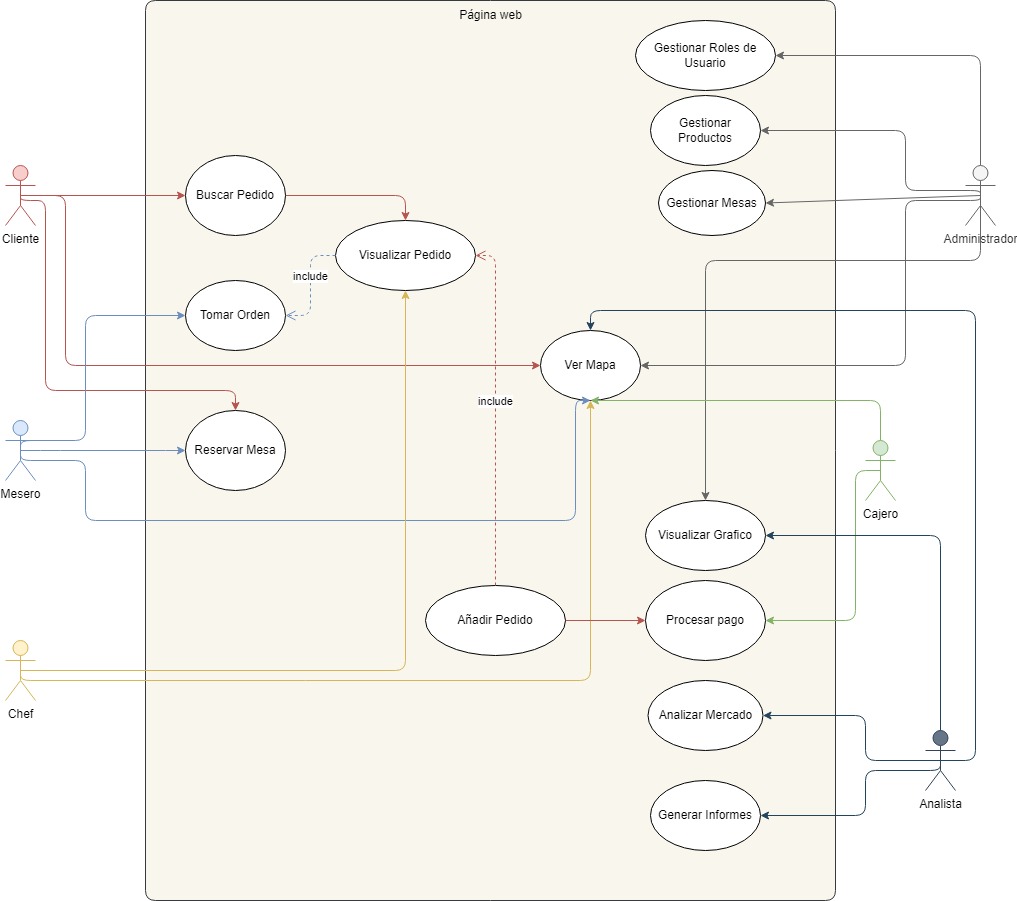 Página web
Gestionar Roles de
Usuario
Gestionar
Productos
Buscar Pedido
Gestionar Mesas
Cliente
Administrador
Visualizar Pedido
include
Tomar Orden
Ver Mapa
include
Reservar Mesa
Mesero
Cajero
Visualizar Grafico
Añadir Pedido
Procesar pago
Chef
Analizar Mercado
Analista
Generar Informes